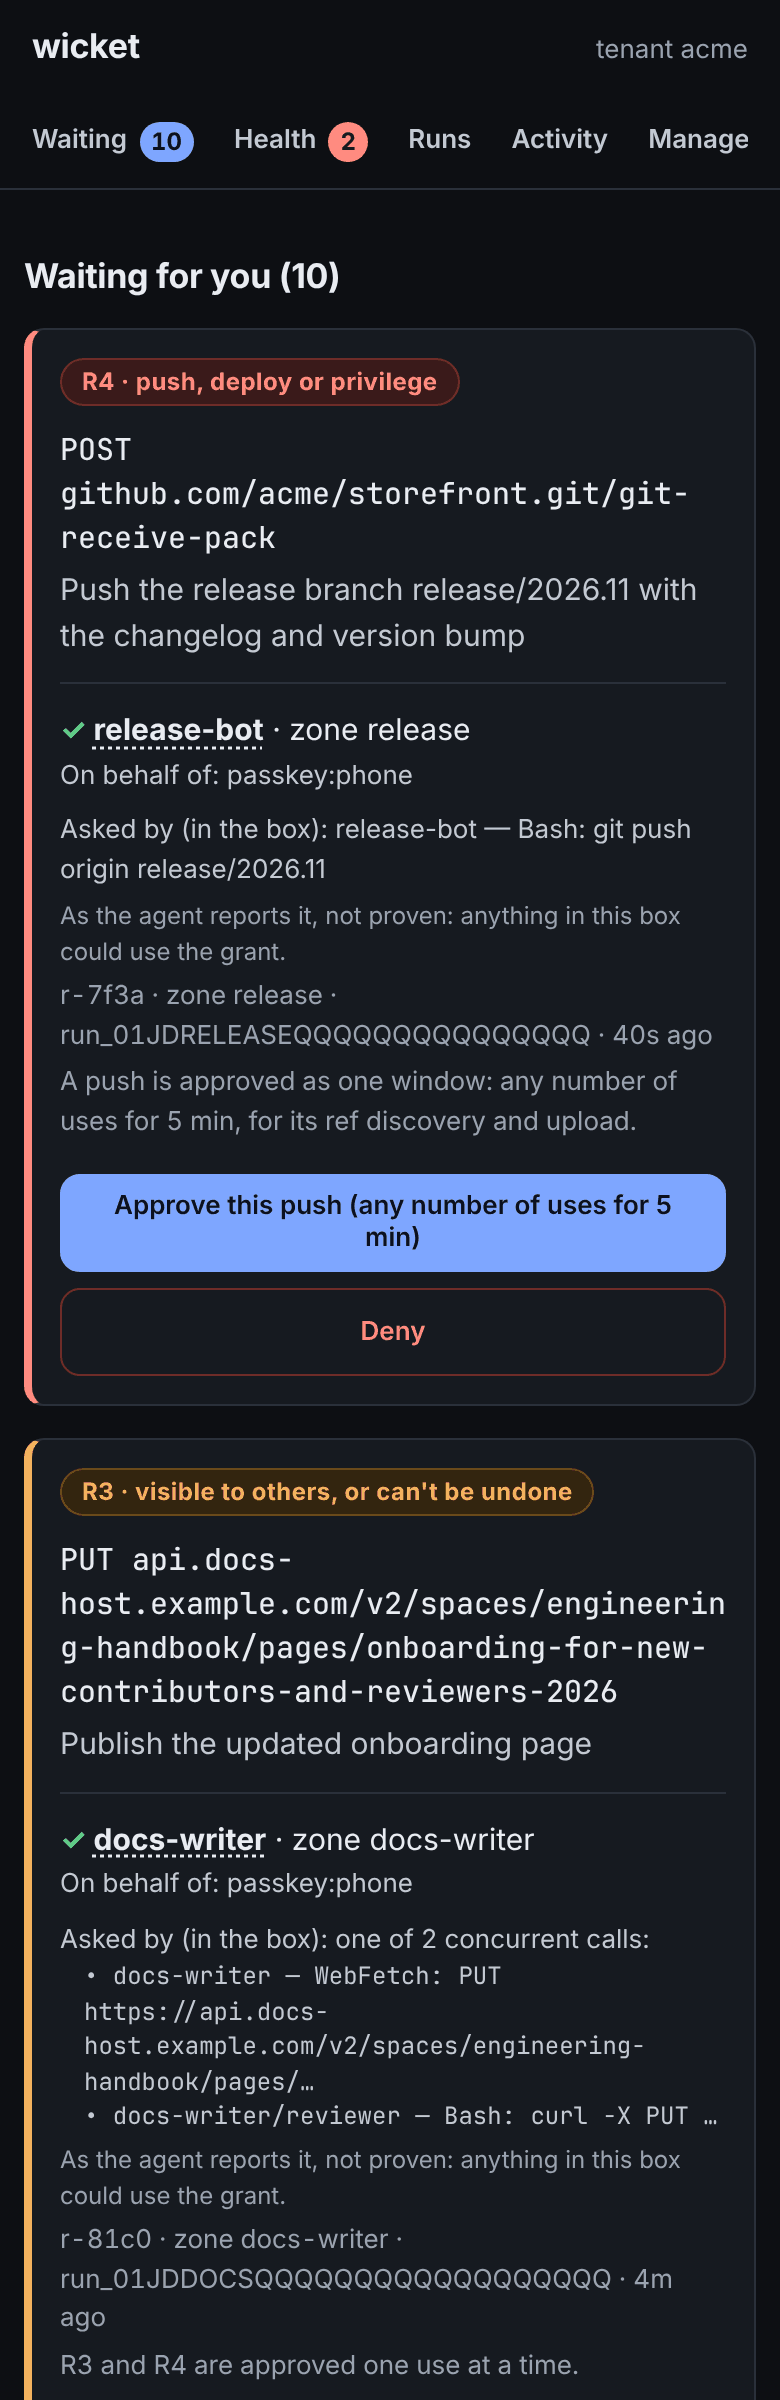 wicket
tenant acme
Waiting 10 Health 2 Runs Activity Manage
Waiting for you (10)
R4 · push, deploy or privilege
POST
github.com/acme/storefront.git/git-
receive-pack
Push the release branch release/2026.11 with
the changelog and version bump
✓ release-bot · zone release
On behalf of: passkey:phone
Asked by (in the box): release-bot — Bash: git push
origin release/2026.11
As the agent reports it, not proven: anything in this box
could use the grant.
r-7f3a · zone release ·
run_01JDRELEASEQQQQQQQQQQQQQQQ · 40s ago
A push is approved as one window: any number of
uses for 5 min, for its ref discovery and upload.
Approve this push (any number of uses for 5
min)
Deny
R3 · visible to others, or can't be undone
PUT api.docs-
host.example.com/v2/spaces/engineerin
g-handbook/pages/onboarding-for-new-
contributors-and-reviewers-2026
Publish the updated onboarding page
✓ docs-writer · zone docs-writer
On behalf of: passkey:phone
Asked by (in the box): one of 2 concurrent calls:
• docs-writer — WebFetch: PUT
https://api.docs-
host.example.com/v2/spaces/engineering-
handbook/pages/…
• docs-writer/reviewer — Bash: curl -X PUT …
As the agent reports it, not proven: anything in this box
could use the grant.
r-81c0 · zone docs-writer ·
run_01JDDOCSQQQQQQQQQQQQQQQQQQ · 4m
ago
R3 and R4 are approved one use at a time.